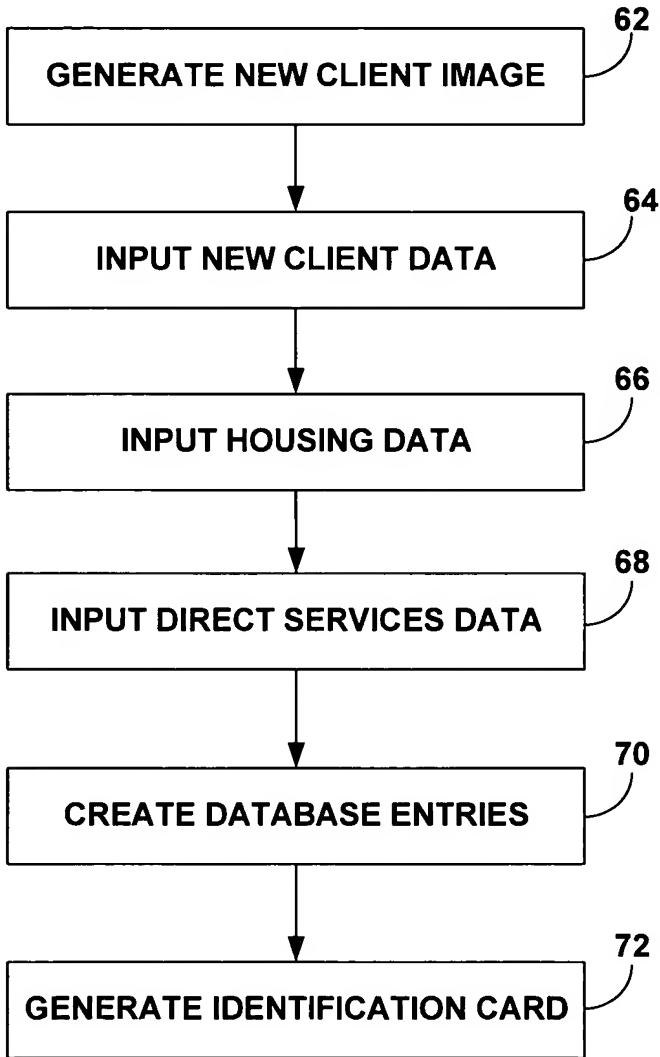 62
GENERATE NEW CLIENT IMAGE
64
INPUT NEW CLIENT DATA
66
INPUT HOUSING DATA
68
INPUT DIRECT SERVICES DATA
70
CREATE DATABASE ENTRIES
72
GENERATE IDENTIFICATION CARD